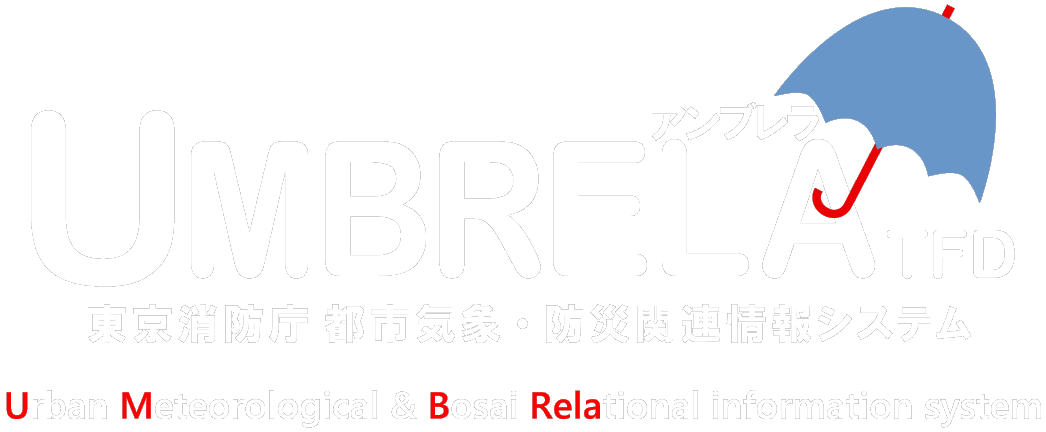 アンブレラ
UMBRELA TFD
東京消防庁 都市気象・防災関連情報システム
Urban Meteorological & Bosai Relational information system